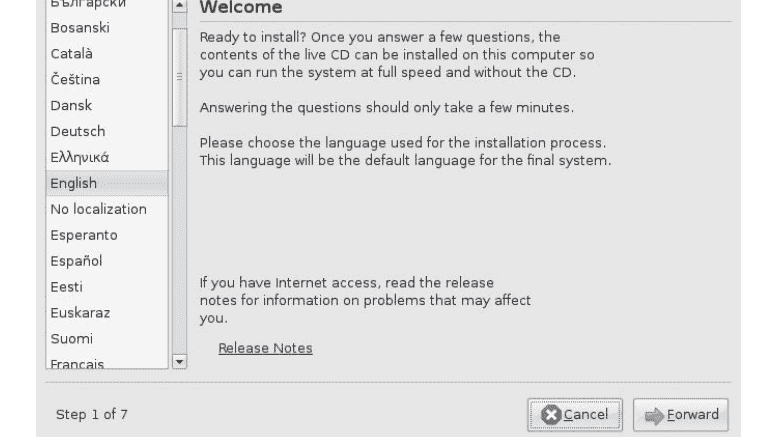 Български
Bosanski
Català
Čeština
Dansk
Deutsch
Ελληνικά
English
No localization
Esperanto
Español
Eesti
Euskaraz
Suomi
Français
Welcome
Ready to install? Once you answer a few questions, the
contents of the live CD can be installed on this computer so
you can run the system at full speed and without the CD.
Answering the questions should only take a few minutes.
Please choose the language used for the installation process.
This language will be the default language for the final system.
If you have Internet access, read the release
notes for information on problems that may affect
you.
Release Notes
Step 1 of 7
Cancel
Forward